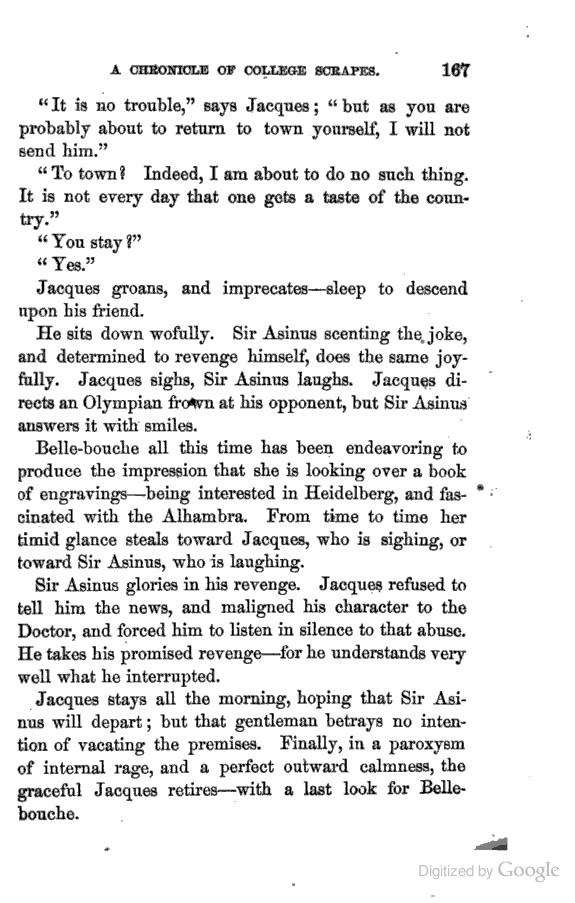 A CHRONICLE OF COLLEGE SCRAPES. 167
“It is no trouble,” says Jacques; “but as you are
probably about to return to town yourself, I will not
send him.”
“To town? Indeed, I am about to do no such thing.
It is not every day that one gets a taste of the coun-
try.”
“You stay?”
“Yes.”
Jacques groans, and imprecates—sleep to descend
upon his friend.
He sits down wofully. Sir Asinus scenting the joke,
and determined to revenge himself, does the same joy-
fully. Jacques sighs, Sir Asinus laughs. Jacques di-
rects an Olympian frown at his opponent, but Sir Asinus
answers it with smiles.
Belle-bouche all this time has been endeavoring to
produce the impression that she is looking over a book
of engravings—being interested in Heidelberg, and fas-
cinated with the Alhambra. From time to time her
timid glance steals toward Jacques, who is sighing, or
toward Sir Asinus, who is laughing.
Sir Asinus glories in his revenge. Jacques refused to
tell him the news, and maligned his character to the
Doctor, and forced him to listen in silence to that abuse.
He takes his promised revenge—for he understands very
well what he interrupted.
Jacques stays all the morning, hoping that Sir Asi-
nus will depart; but that gentleman betrays no inten-
tion of vacating the premises. Finally, in a paroxysm
of internal rage, and a perfect outward calmness, the
graceful Jacques retires—with a last look for Belle-
bouche.
Digitized by Google